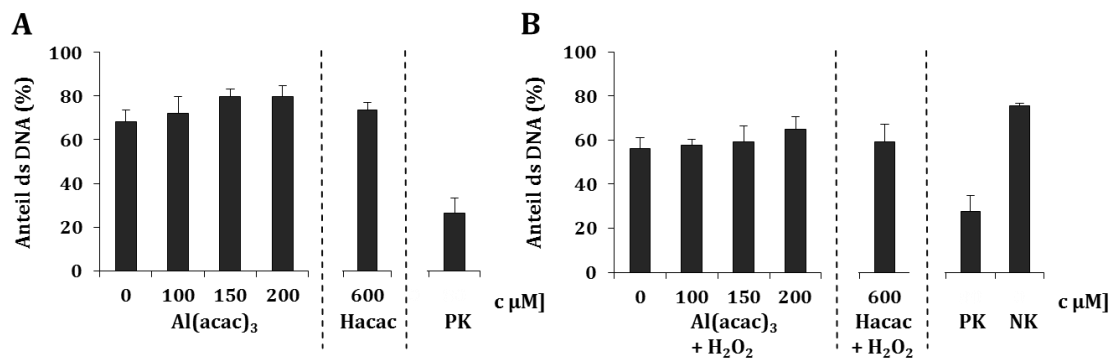 A
Anteil ds DNA (%)
100
80
60
40
20
0
0 100 150 200 600 c µM]
Al(acac)₃ Hacac PK
B
Anteil ds DNA (%)
100
80
60
40
20
0
0 100 150 200 600 c µM]
Al(acac)₃ Hacac PK NK
+ H₂O₂ + H₂O₂